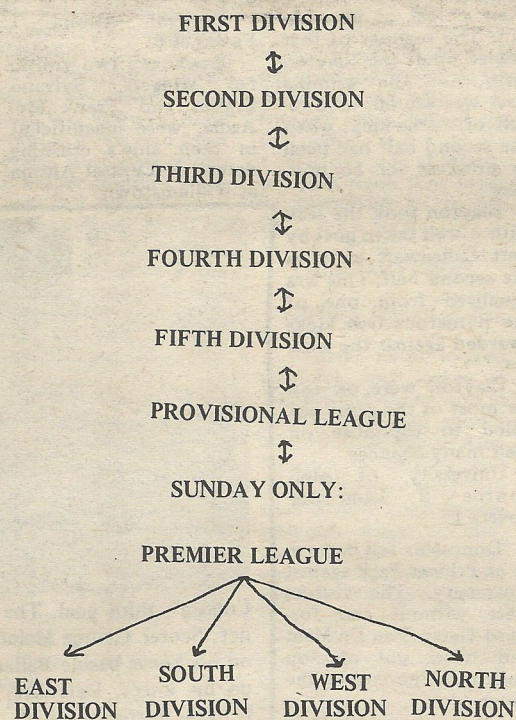 FIRST DIVISION
SECOND DIVISION
THIRD DIVISION
FOURTH DIVISION
FIFTH DIVISION
PROVISIONAL LEAGUE
SUNDAY ONLY:
PREMIER LEAGUE
EAST
DIVISION
SOUTH
DIVISION
WEST
DIVISION
NORTH
DIVISION